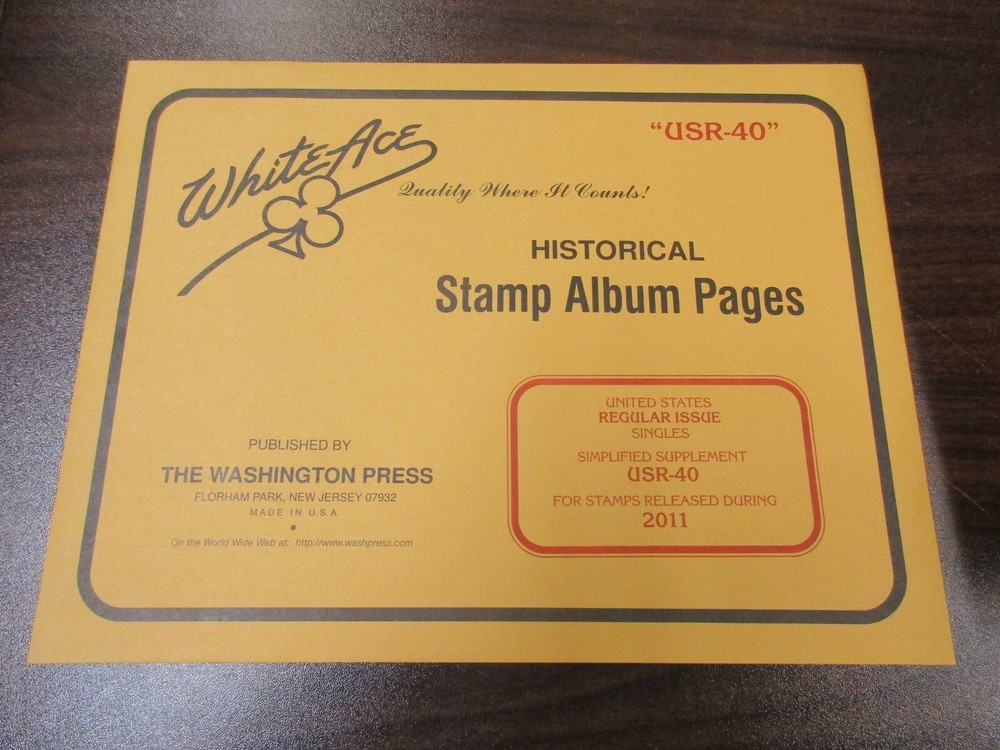 "USR-40"
WhiteAce
Quality Where It Counts!
HISTORICAL
Stamp Album Pages
UNITED STATES
REGULAR ISSUE
SINGLES
SIMPLIFIED SUPPLEMENT
USR-40
FOR STAMPS RELEASED DURING
2011
PUBLISHED BY
THE WASHINGTON PRESS
FLORHAM PARK, NEW JERSEY 07932
MADE IN U.S.A.
On the World Wide Web at: http://www.washpress.com